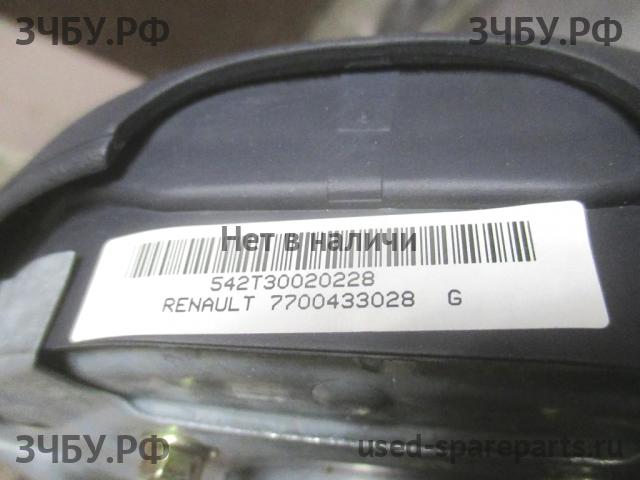 ЗЧБУ.РФ ЗЧБУ.РФ
Нет в наличи
542T30020228
RENAULT 7700433028 G
ЗЧБУ.РФ used-spareparts.ru